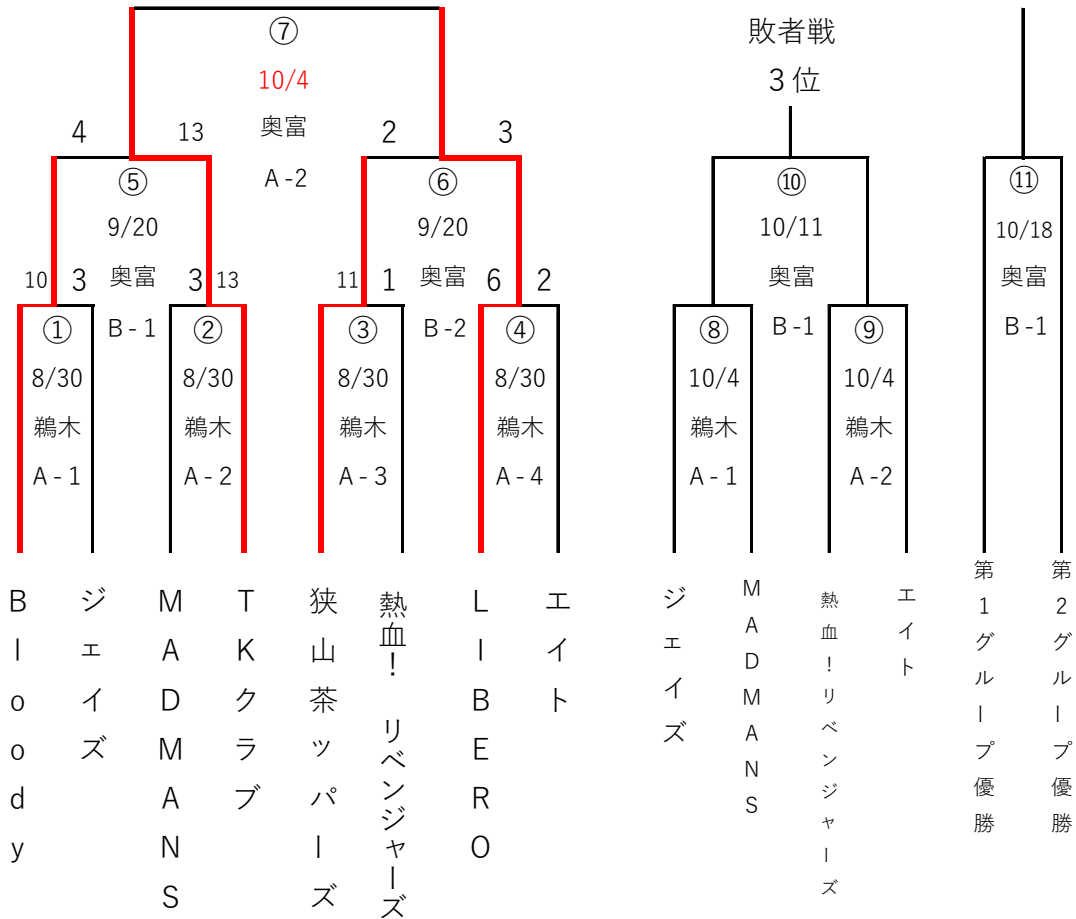 ⑦
10/4
奥富
A-2
4
13
2
3
⑤
9/20
奥富
B-1
⑥
9/20
奥富
B-2
10
3
3
13
11
1
6
2
①
8/30
鵜木
A-1
②
8/30
鵜木
A-2
③
8/30
鵜木
A-3
④
8/30
鵜木
A-4
Bloody
ジェイズ
MADMANS
TKクラブ
狭山茶ッパーズ
熱血！ リベンジャーズ
LIBERO
エイト
敗者戦
3位
⑩
10/11
奥富
B-1
⑧
10/4
鵜木
A-1
⑨
10/4
鵜木
A-2
ジェイズ
MADMANS
熱血！リベンジャーズ
エイト
⑪
10/18
奥富
B-1
第1グループ優勝
第2グループ優勝